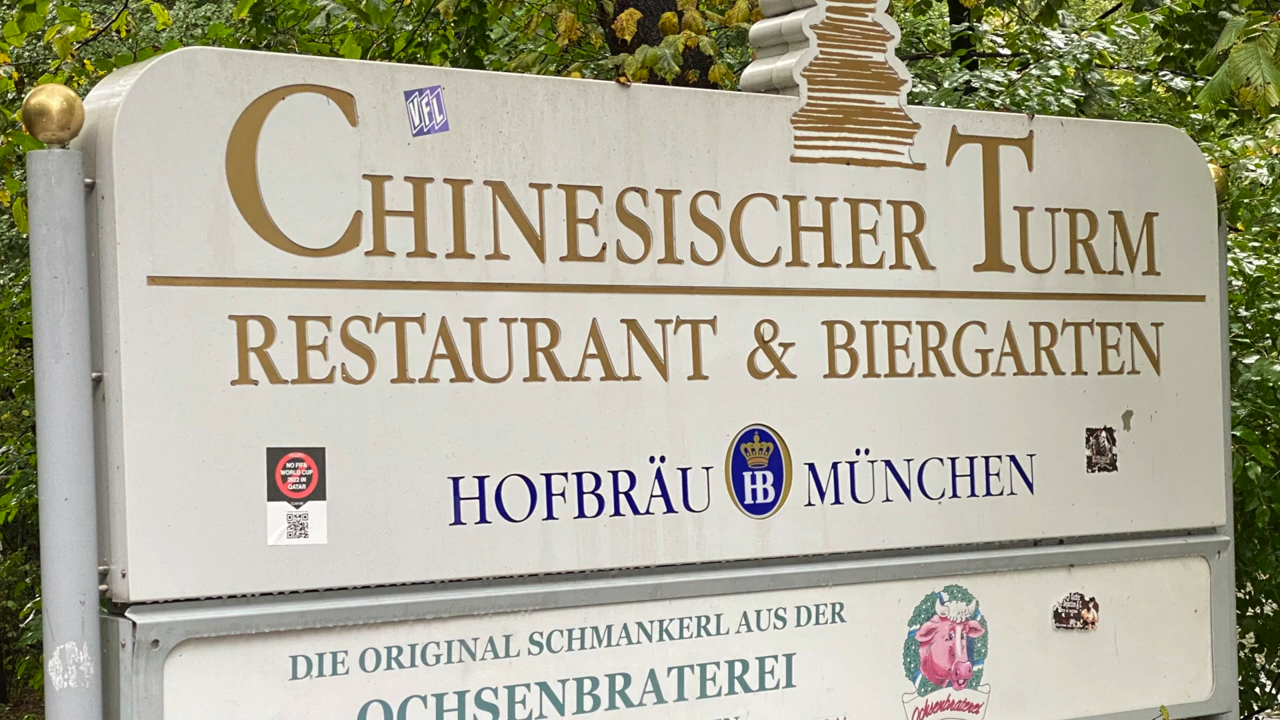 VFL
CHINESISCHER TURM
RESTAURANT & BIERGARTEN
NO FIFA
WORLD CUP
2022 IN
QATAR
HOFBRÄU HB MÜNCHEN
DIE ORIGINAL SCHMANKERL AUS DER
OCHSENBRATEREI
Ochsenbraterei